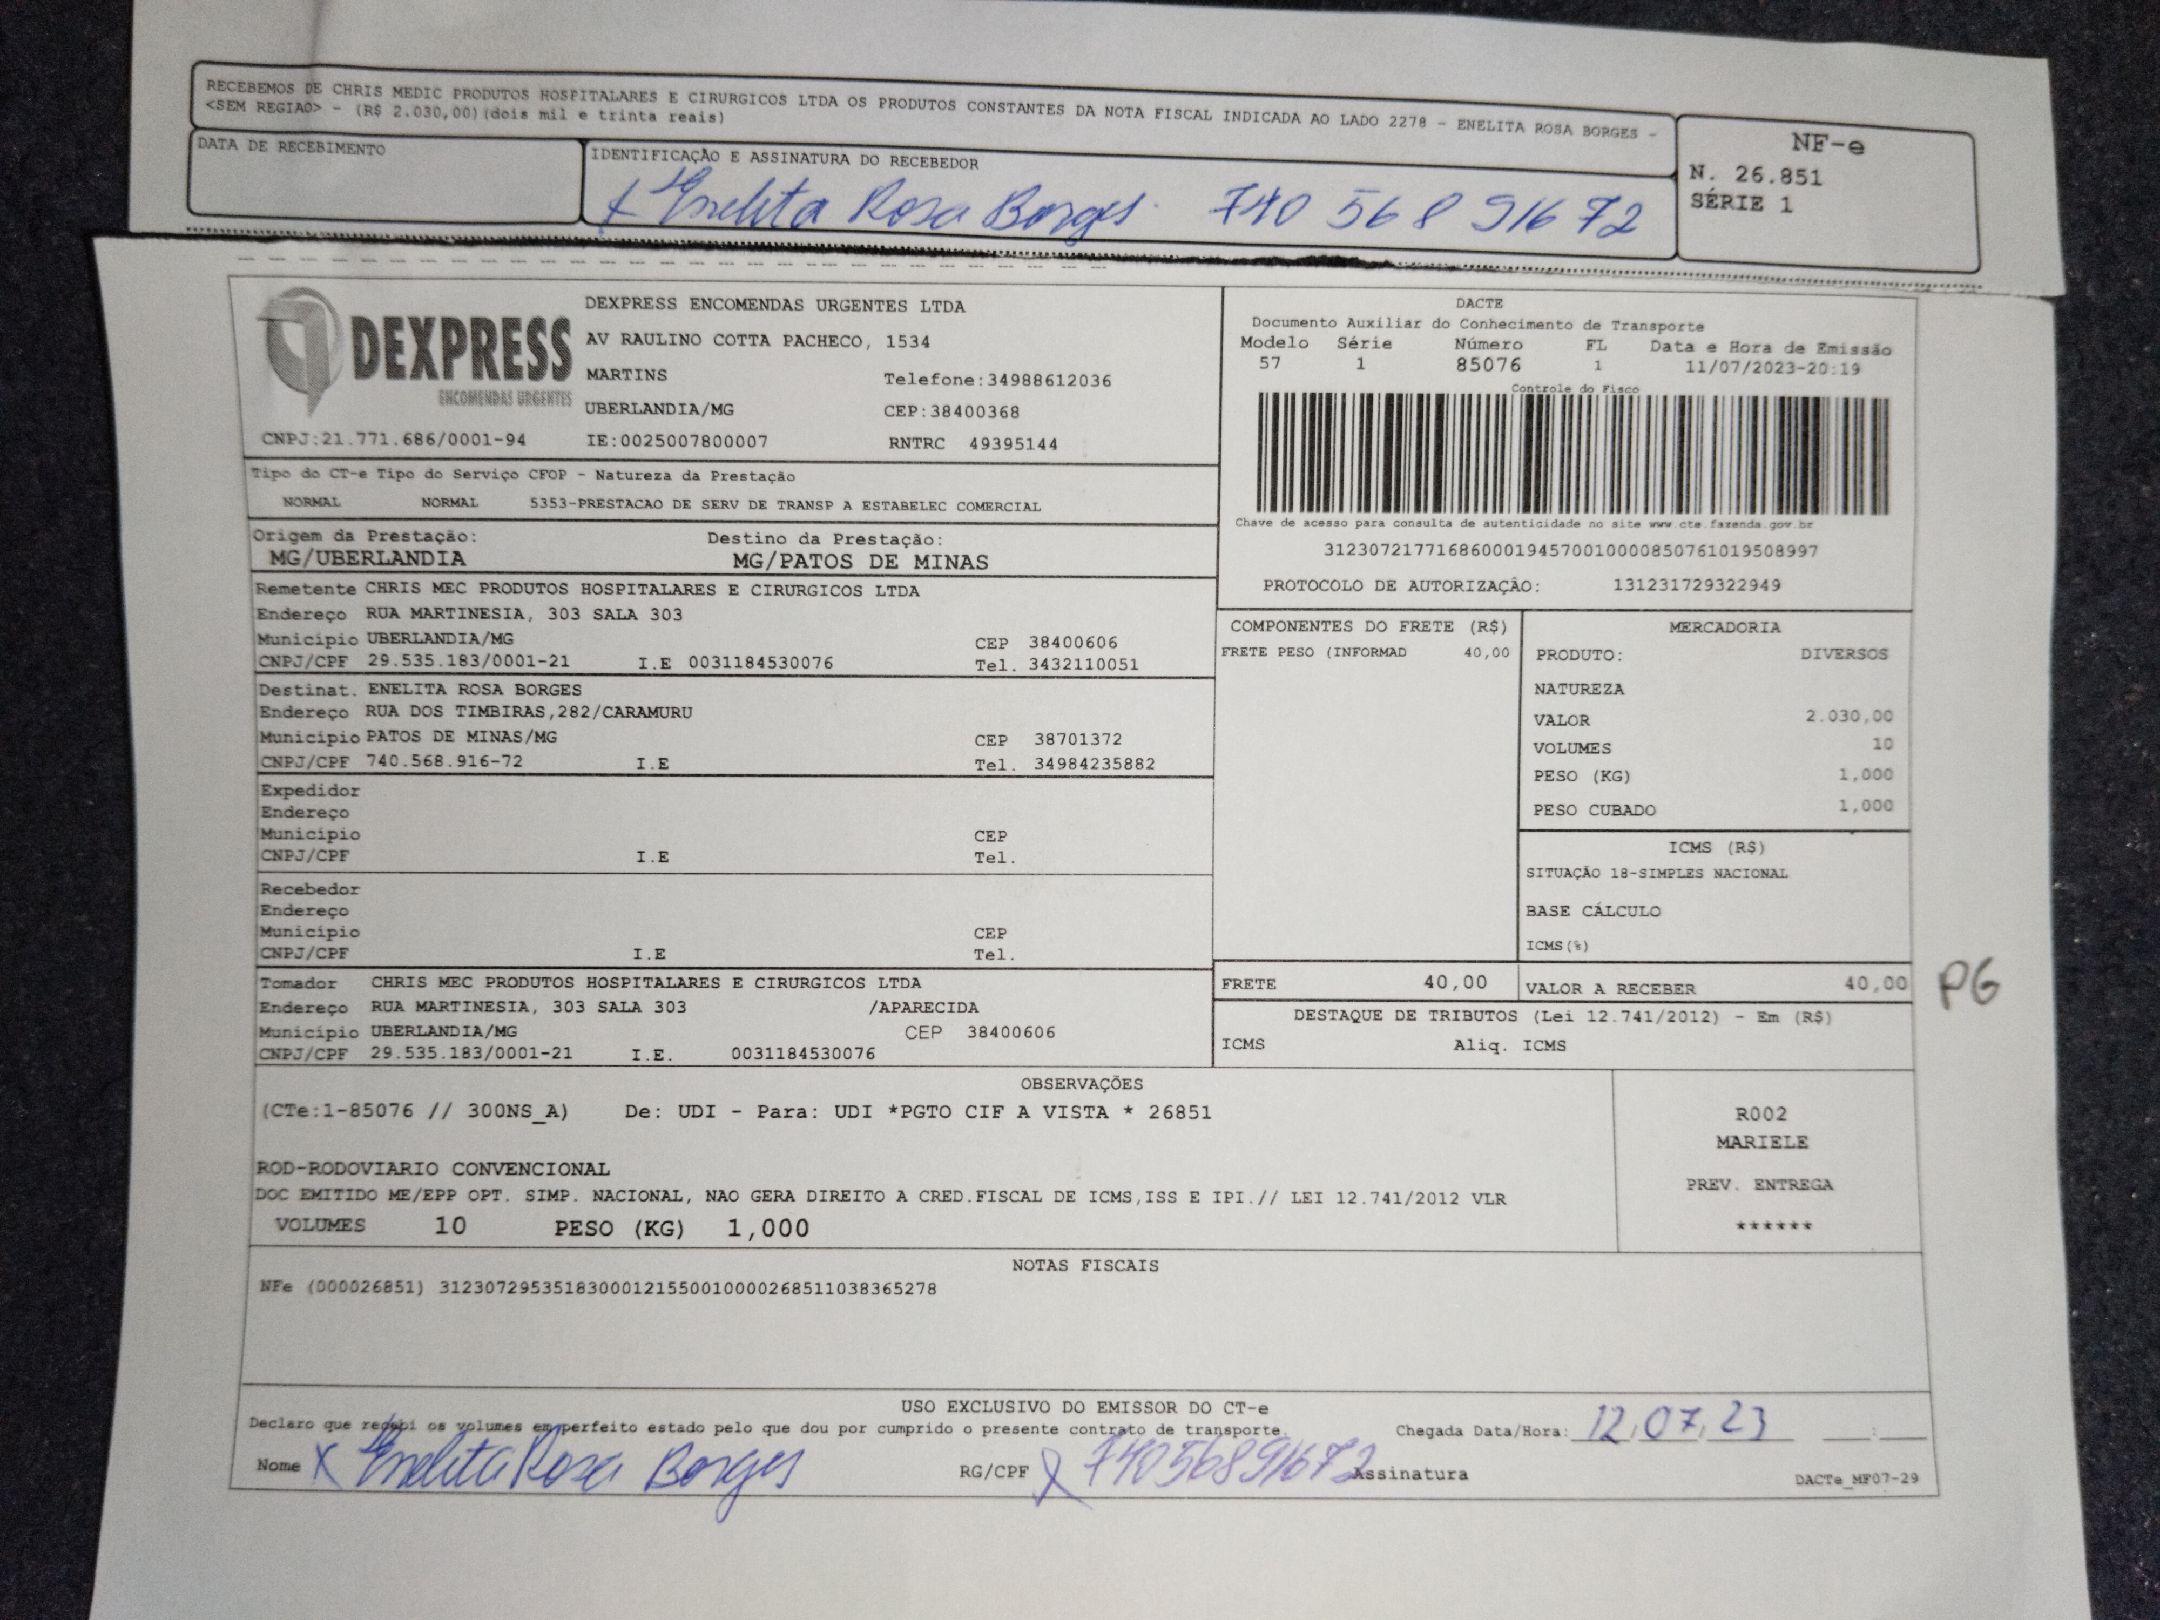 RECEBEMOS DE CHRIS MEDIC PRODUTOS HOSPITALARES E CIRURGICOS LTDA OS PRODUTOS CONSTANTES DA NOTA FISCAL INDICADA AO LADO 2278 - ENELITA ROSA BORGES -
<SEM REGIAO> - (R$ 2.030,00)(dois mil e trinta reais)
DATA DE RECEBIMENTO
IDENTIFICAÇÃO E ASSINATURA DO RECEBEDOR
X Enelita Rosa Borges. 740 568 916 72
NF-e
N. 26.851
SÉRIE 1
DEXPRESS
ENCOMENDAS URGENTES
DEXPRESS ENCOMENDAS URGENTES LTDA
AV RAULINO COTTA PACHECO, 1534
MARTINS Telefone:34988612036
UBERLANDIA/MG CEP:38400368
CNPJ:21.771.686/0001-94 IE:0025007800007 RNTRC 49395144
DACTE
Documento Auxiliar do Conhecimento de Transporte
Modelo Série Número FL Data e Hora de Emissão
57 1 85076 1 11/07/2023-20:19
Controle do Fisco
Chave de acesso para consulta de autenticidade no site www.cte.fazenda.gov.br
31230721771686000194570010000850761019508997
PROTOCOLO DE AUTORIZAÇÃO: 131231729322949
Tipo do CT-e Tipo do Serviço CFOP - Natureza da Prestação
NORMAL NORMAL 5353-PRESTACAO DE SERV DE TRANSP A ESTABELEC COMERCIAL
Origem da Prestação: Destino da Prestação:
MG/UBERLANDIA MG/PATOS DE MINAS
Remetente CHRIS MEC PRODUTOS HOSPITALARES E CIRURGICOS LTDA
Endereço RUA MARTINESIA, 303 SALA 303
Município UBERLANDIA/MG CEP 38400606
CNPJ/CPF 29.535.183/0001-21 I.E 0031184530076 Tel. 3432110051
Destinat. ENELITA ROSA BORGES
Endereço RUA DOS TIMBIRAS,282/CARAMURU
Município PATOS DE MINAS/MG CEP 38701372
CNPJ/CPF 740.568.916-72 I.E Tel. 34984235882
Expedidor
Endereço
Município CEP
CNPJ/CPF I.E Tel.
Recebedor
Endereço
Município CEP
CNPJ/CPF I.E Tel.
Tomador CHRIS MEC PRODUTOS HOSPITALARES E CIRURGICOS LTDA
Endereço RUA MARTINESIA, 303 SALA 303 /APARECIDA
Município UBERLANDIA/MG CEP 38400606
CNPJ/CPF 29.535.183/0001-21 I.E. 0031184530076
COMPONENTES DO FRETE (R$)
FRETE PESO (INFORMAD 40,00
MERCADORIA
PRODUTO: DIVERSOS
NATUREZA
VALOR 2.030,00
VOLUMES 10
PESO (KG) 1,000
PESO CUBADO 1,000
ICMS (R$)
SITUAÇÃO 18-SIMPLES NACIONAL
BASE CÁLCULO
ICMS(%)
FRETE 40,00 VALOR A RECEBER 40,00 PG
DESTAQUE DE TRIBUTOS (Lei 12.741/2012) - Em (R$)
ICMS Aliq. ICMS
OBSERVAÇÕES
(CTe:1-85076 // 300NS_A) De: UDI - Para: UDI *PGTO CIF A VISTA * 26851
ROD-RODOVIARIO CONVENCIONAL
DOC EMITIDO ME/EPP OPT. SIMP. NACIONAL, NAO GERA DIREITO A CRED.FISCAL DE ICMS,ISS E IPI.// LEI 12.741/2012 VLR
VOLUMES 10 PESO (KG) 1,000
R002
MARIELE
PREV. ENTREGA
******
NOTAS FISCAIS
NFe (000026851) 31230729535183000121550010000268511038365278
USO EXCLUSIVO DO EMISSOR DO CT-e
Declaro que recebi os volumes em perfeito estado pelo que dou por cumprido o presente contrato de transporte. Chegada Data/Hora: 12/07/23 __:__
Nome X Enelita Rosa Borges RG/CPF X 74056891672 Assinatura DACTe_MF07-29